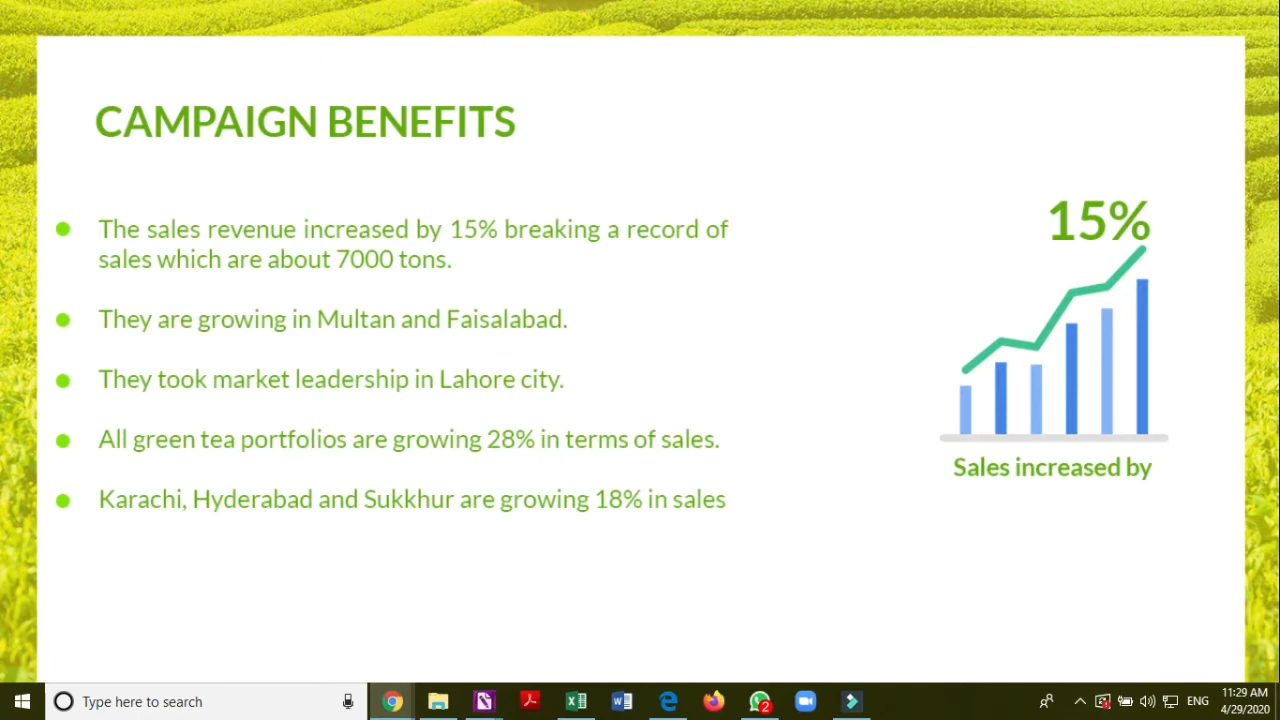 CAMPAIGN BENEFITS
The sales revenue increased by 15% breaking a record of
sales which are about 7000 tons.
They are growing in Multan and Faisalabad.
They took market leadership in Lahore city.
All green tea portfolios are growing 28% in terms of sales.
Karachi, Hyderabad and Sukkhur are growing 18% in sales
15%
Sales increased by
Type here to search
2
ENG
11:29 AM
4/29/2020